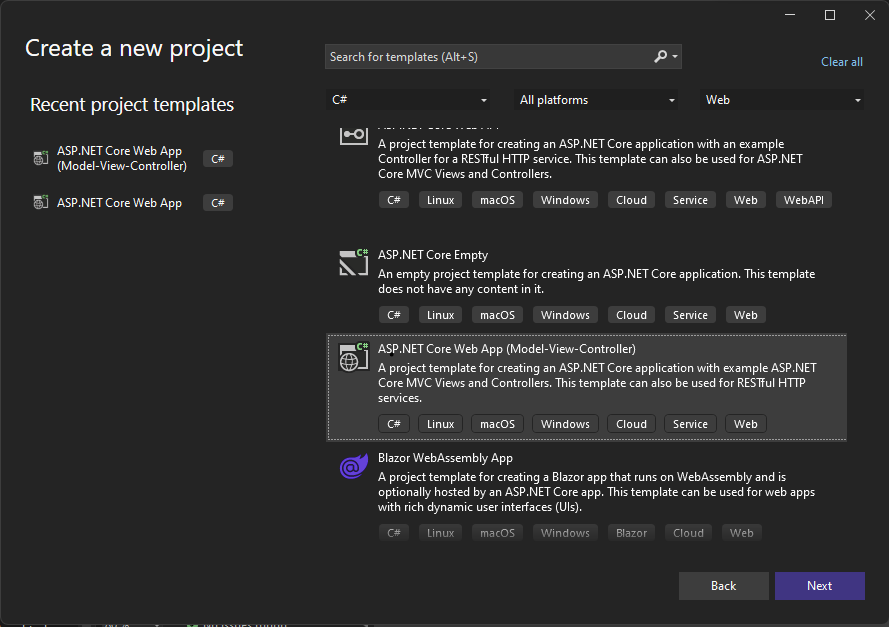 Create a new project
Search for templates (Alt+S)
Clear all
Recent project templates
C#
All platforms
Web
ASP.NET Core Web App
(Model-View-Controller)
C#
ASP.NET Core Web App
C#
ASP.NET Core Web API
A project template for creating an ASP.NET Core application with an example
Controller for a RESTful HTTP service. This template can also be used for ASP.NET
Core MVC Views and Controllers.
C# Linux macOS Windows Cloud Service Web WebAPI
C#
ASP.NET Core Empty
An empty project template for creating an ASP.NET Core application. This template
does not have any content in it.
C# Linux macOS Windows Cloud Service Web
C#
ASP.NET Core Web App (Model-View-Controller)
A project template for creating an ASP.NET Core application with example ASP.NET
Core MVC Views and Controllers. This template can also be used for RESTful HTTP
services.
C# Linux macOS Windows Cloud Service Web
Blazor WebAssembly App
A project template for creating a Blazor app that runs on WebAssembly and is
optionally hosted by an ASP.NET Core app. This template can be used for web apps
with rich dynamic user interfaces (UIs).
C# Linux macOS Windows Blazor Cloud Web
Back
Next